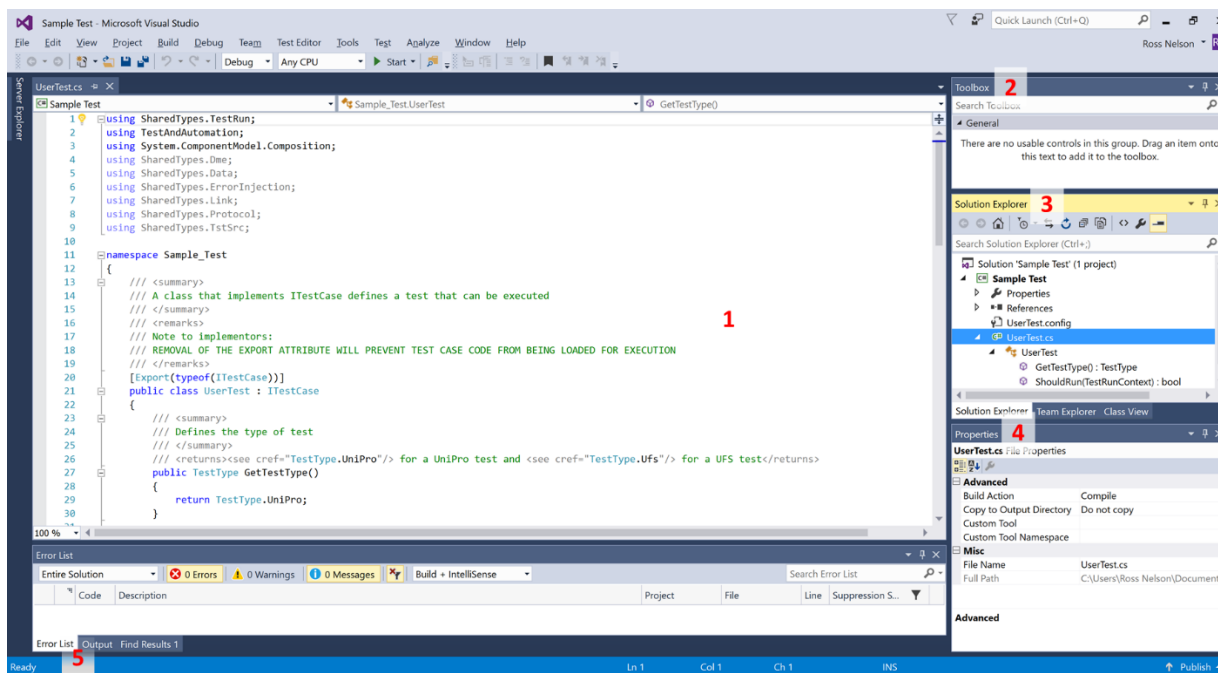 Sample Test - Microsoft Visual Studio
Quick Launch (Ctrl+Q)
File Edit View Project Build Debug Team Test Editor Tools Test Analyze Window Help
Ross Nelson
Debug Any CPU Start
Server Explorer
UserTest.cs
Sample Test Sample_Test.UserTest GetTestType()
1 using SharedTypes.TestRun;
2 using TestAndAutomation;
3 using System.ComponentModel.Composition;
4 using SharedTypes.Dme;
5 using SharedTypes.Data;
6 using SharedTypes.ErrorInjection;
7 using SharedTypes.Link;
8 using SharedTypes.Protocol;
9 using SharedTypes.TstSrc;
10
11 namespace Sample_Test
12 {
13 /// <summary>
14 /// A class that implements ITestCase defines a test that can be executed
15 /// </summary>
16 /// <remarks>
17 /// Note to implementors:
18 /// REMOVAL OF THE EXPORT ATTRIBUTE WILL PREVENT TEST CASE CODE FROM BEING LOADED FOR EXECUTION
19 /// </remarks>
20 [Export(typeof(ITestCase))]
21 public class UserTest : ITestCase
22 {
23 /// <summary>
24 /// Defines the type of test
25 /// </summary>
26 /// <returns><see cref="TestType.UniPro"/> for a UniPro test and <see cref="TestType.Ufs"/> for a UFS test</returns>
27 public TestType GetTestType()
28 {
29 return TestType.UniPro;
30 }
1
100 %
Toolbox 2
Search Toolbox
General
There are no usable controls in this group. Drag an item onto
this text to add it to the toolbox.
Solution Explorer 3
Search Solution Explorer (Ctrl+;)
Solution 'Sample Test' (1 project)
Sample Test
Properties
References
UserTest.config
UserTest.cs
UserTest
GetTestType() : TestType
ShouldRun(TestRunContext) : bool
Solution Explorer Team Explorer Class View
Properties 4
UserTest.cs File Properties
Advanced
Build Action Compile
Copy to Output Directory Do not copy
Custom Tool
Custom Tool Namespace
Misc
File Name UserTest.cs
Full Path C:\Users\Ross Nelson\Document
Advanced
Error List
Entire Solution 0 Errors 0 Warnings 0 Messages Build + IntelliSense Search Error List
Code Description Project File Line Suppression S...
Error List Output Find Results 1
5
Ready Ln 1 Col 1 Ch 1 INS Publish